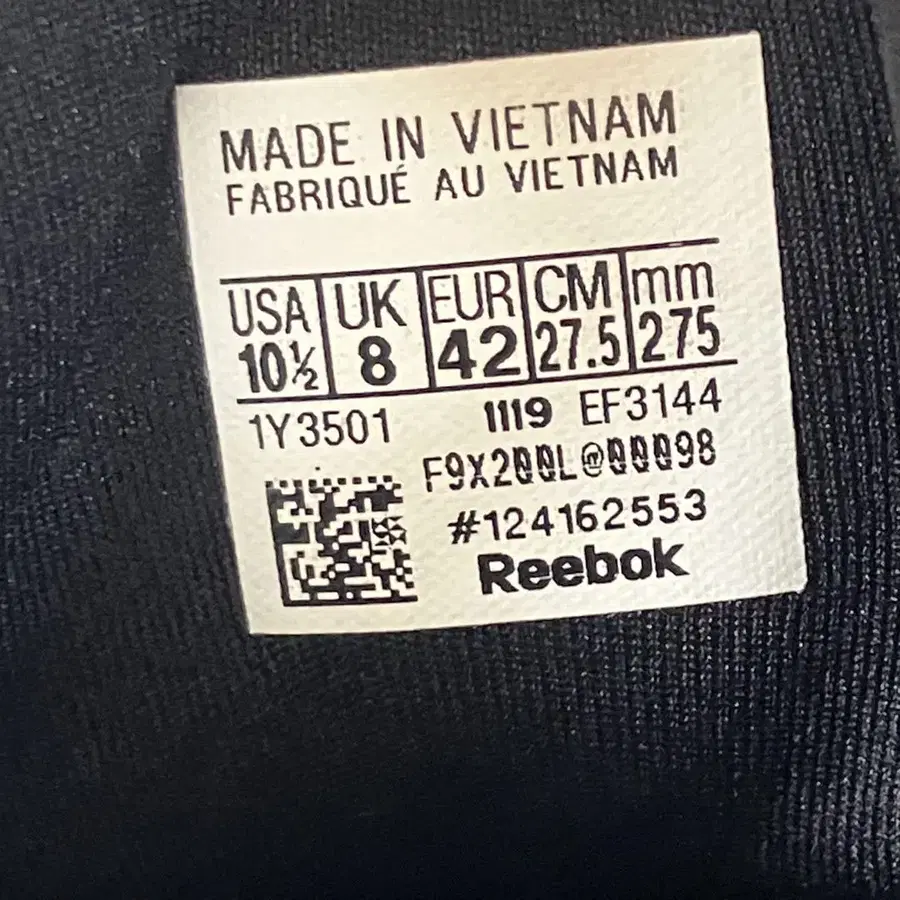 MADE IN VIETNAM
FABRIQUÉ AU VIETNAM
USA UK EUR CM mm
10½ 8 42 27.5 275
1Y3501 1119 EF3144
F9X200L@000098
#124162553
Reebok